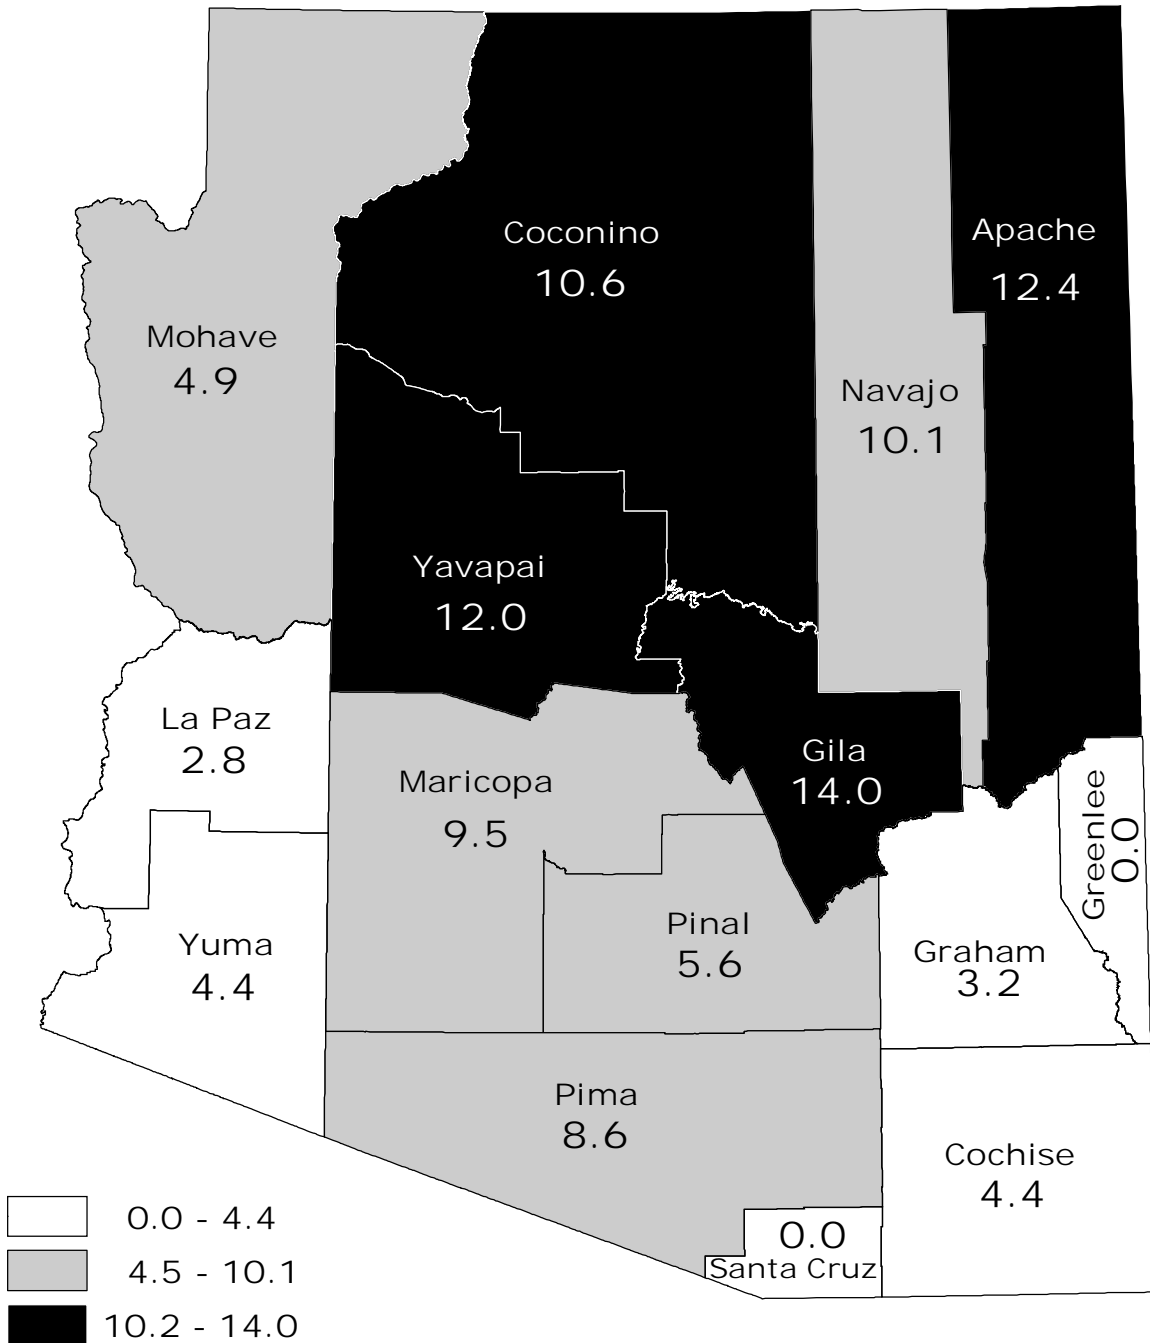 Coconino
10.6
Apache
12.4
Mohave
4.9
Navajo
10.1
Yavapai
12.0
La Paz
2.8
Gila
14.0
Maricopa
9.5
Greenlee
0.0
Pinal
5.6
Yuma
4.4
Graham
3.2
Pima
8.6
Cochise
4.4
0.0
Santa Cruz
0.0 - 4.4
4.5 - 10.1
10.2 - 14.0